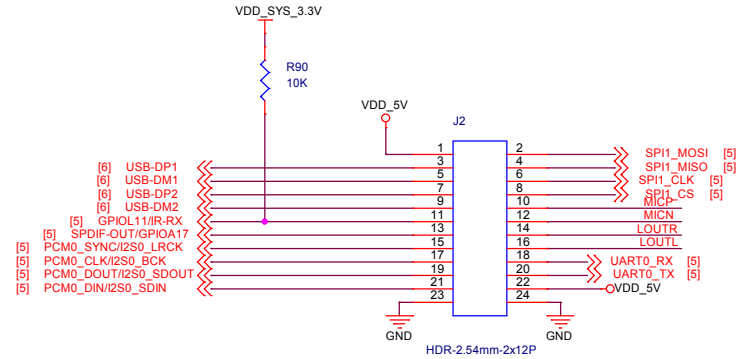 VDD_SYS_3.3V
R90
10K
VDD_5V
J2
1 2
3 4
5 6
7 8
9 10
11 12
13 14
15 16
17 18
19 20
21 22
23 24
[6] USB-DP1
[6] USB-DM1
[6] USB-DP2
[6] USB-DM2
[5] GPIOL11/IR-RX
[5] SPDIF-OUT/GPIOA17
[5] PCM0_SYNC/I2S0_LRCK
[5] PCM0_CLK/I2S0_BCK
[5] PCM0_DOUT/I2S0_SDOUT
[5] PCM0_DIN/I2S0_SDIN
SPI1_MOSI [5]
SPI1_MISO [5]
SPI1_CLK [5]
SPI1_CS [5]
MICP
MICN
LOUTR
LOUTL
UART0_RX [5]
UART0_TX [5]
VDD_5V
GND
GND
HDR-2.54mm-2x12P